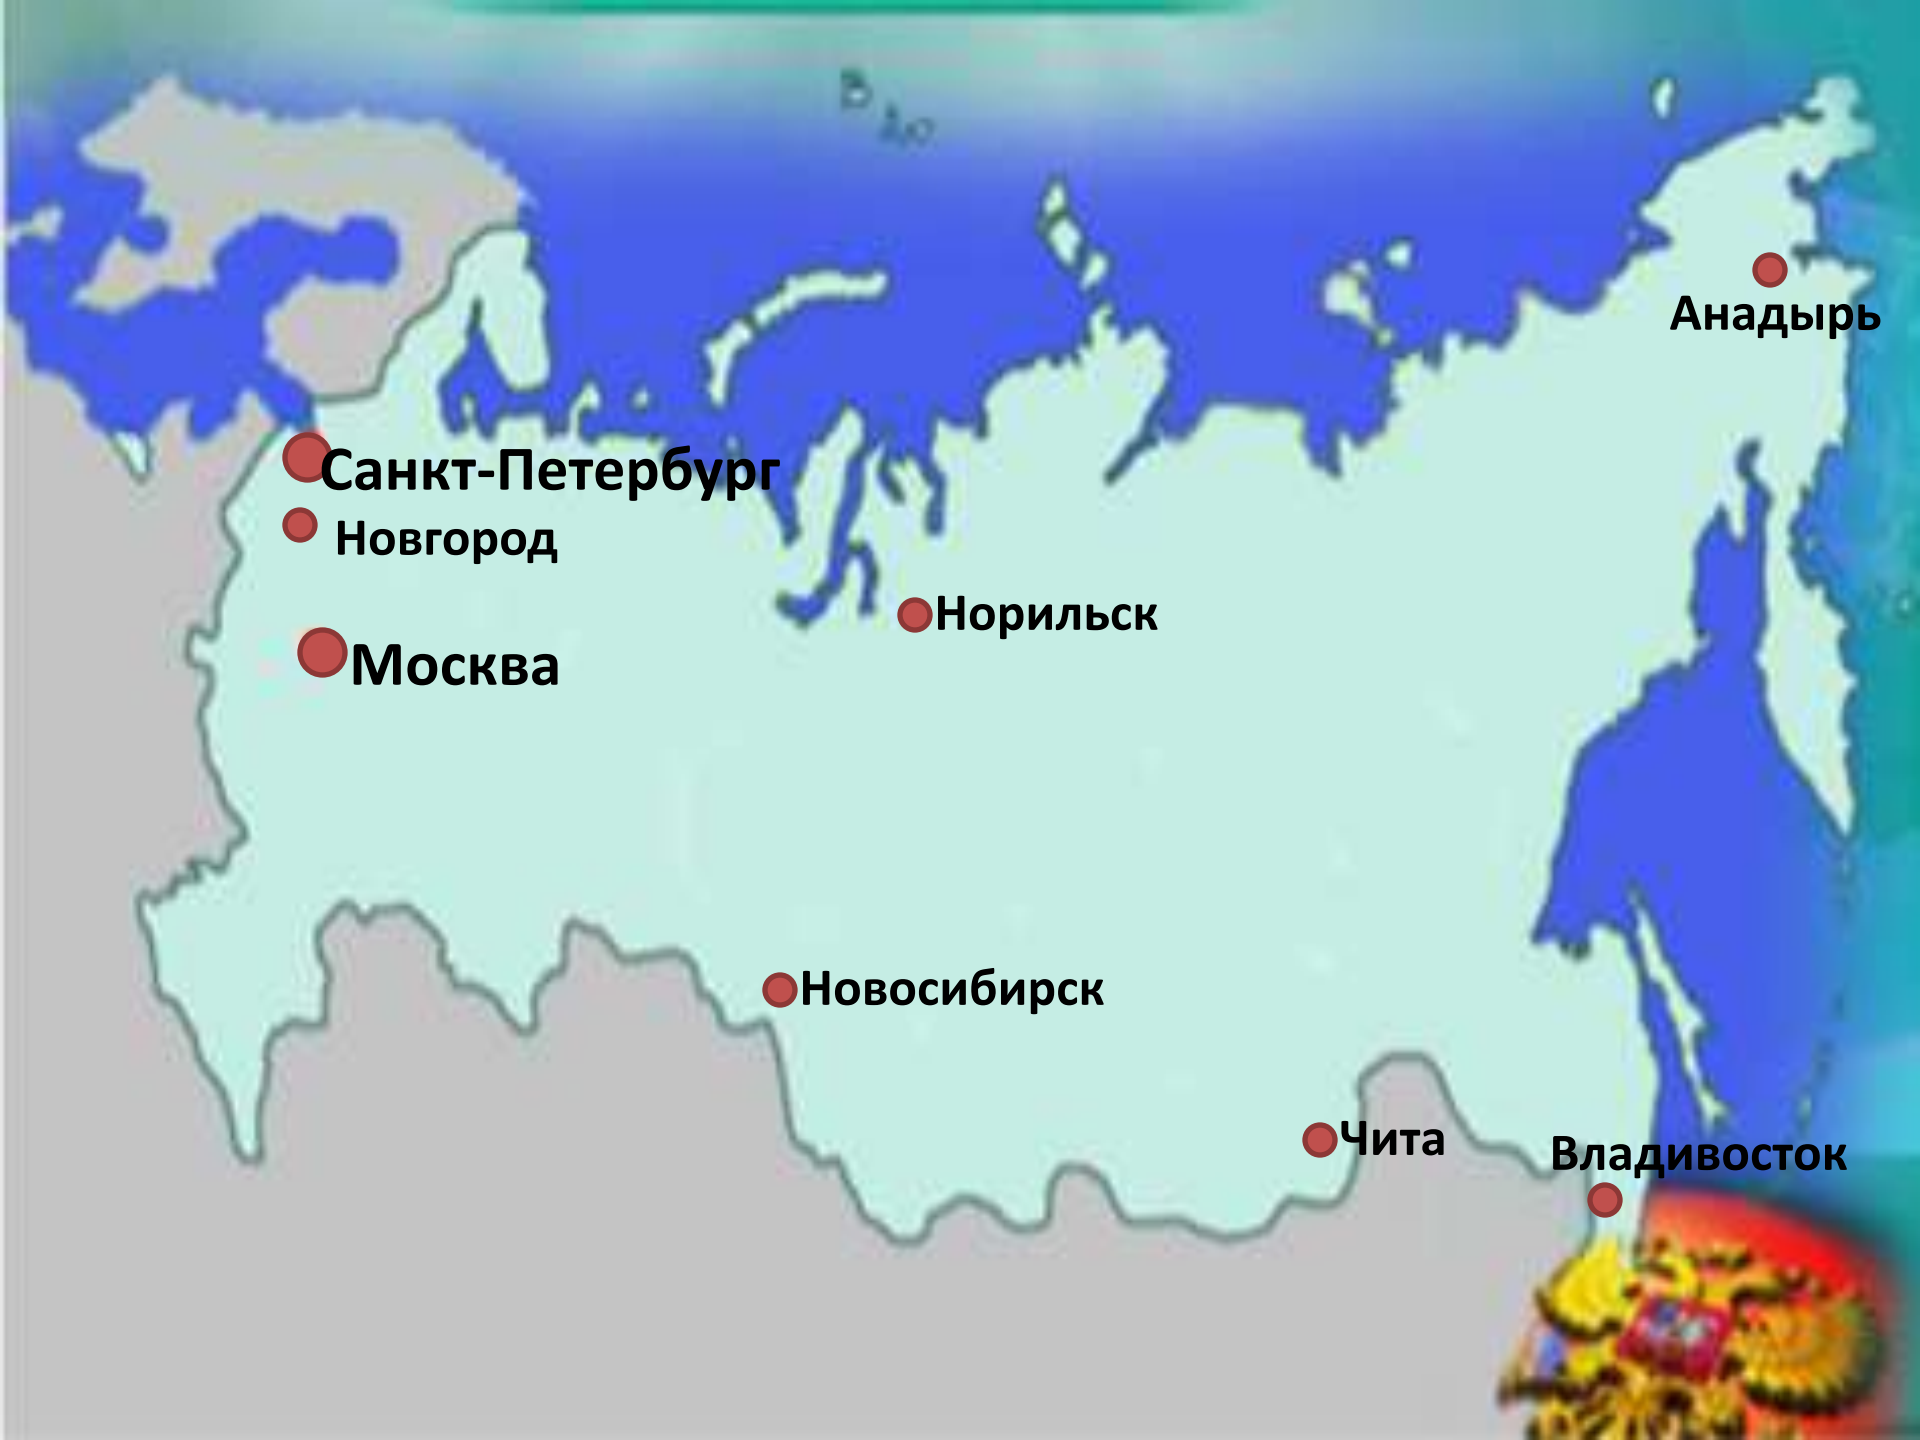 Анадырь
Санкт-Петербург
Новгород
Норильск
Москва
Новосибирск
Чита
Владивосток